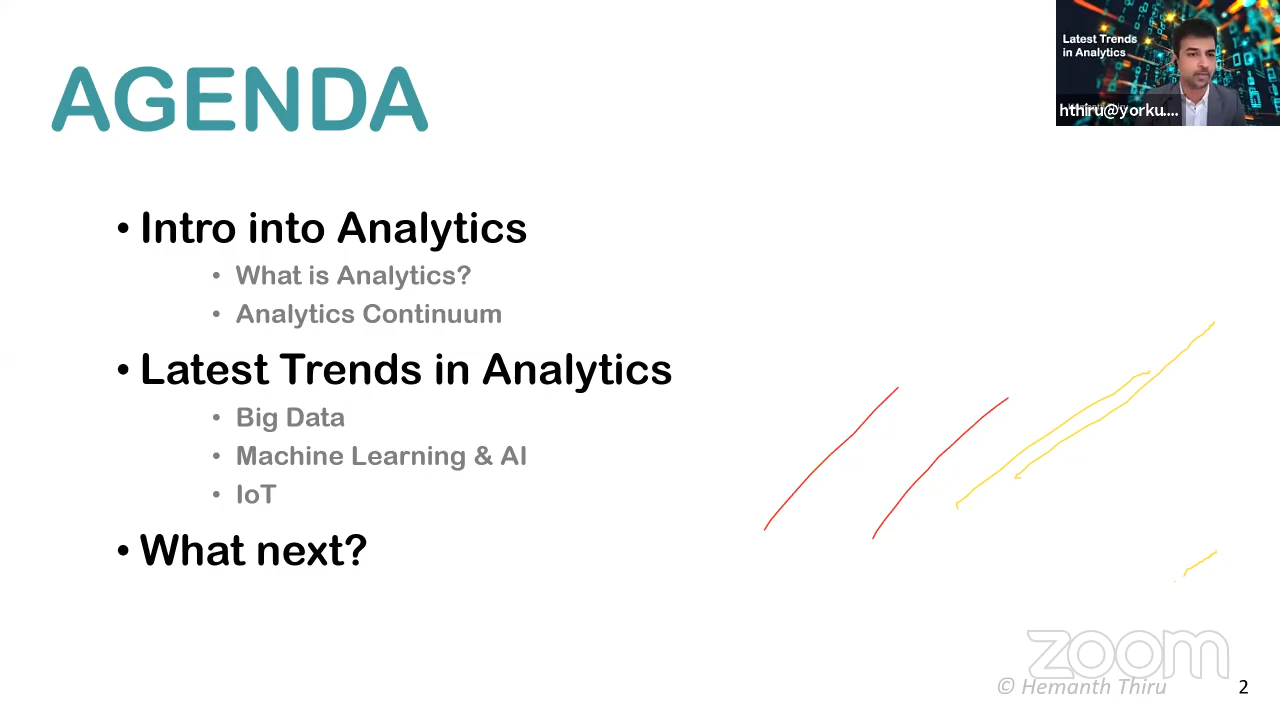 Latest Trends
in Analytics
hthiru@yorku....
AGENDA
• Intro into Analytics
• What is Analytics?
• Analytics Continuum
• Latest Trends in Analytics
• Big Data
• Machine Learning & AI
• IoT
• What next?
zoom
© Hemanth Thiru
2